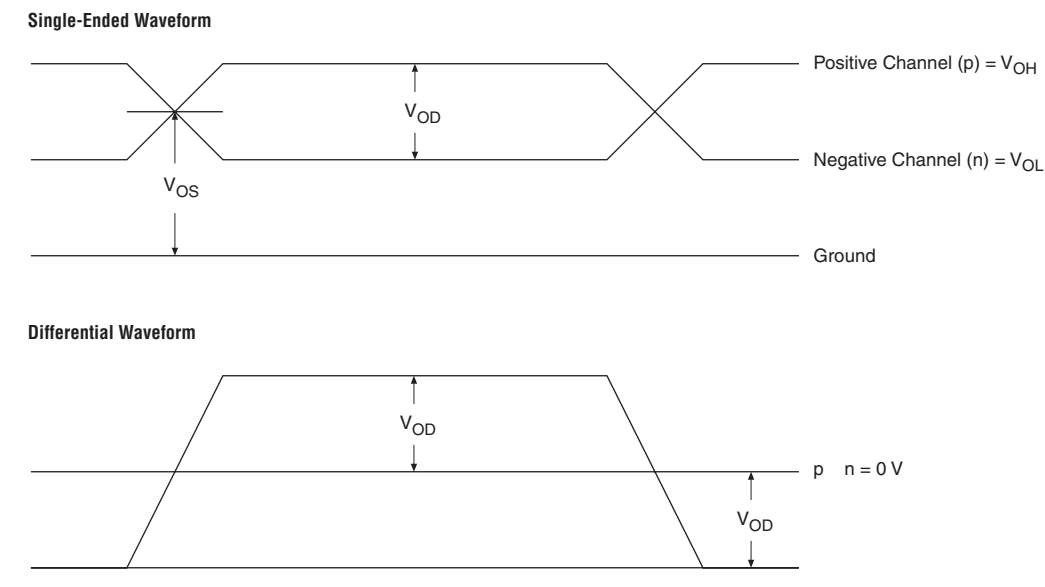 Single-Ended Waveform
Positive Channel (p) = VOH
VOD
Negative Channel (n) = VOL
VOS
Ground
Differential Waveform
VOD
p n = 0 V
VOD